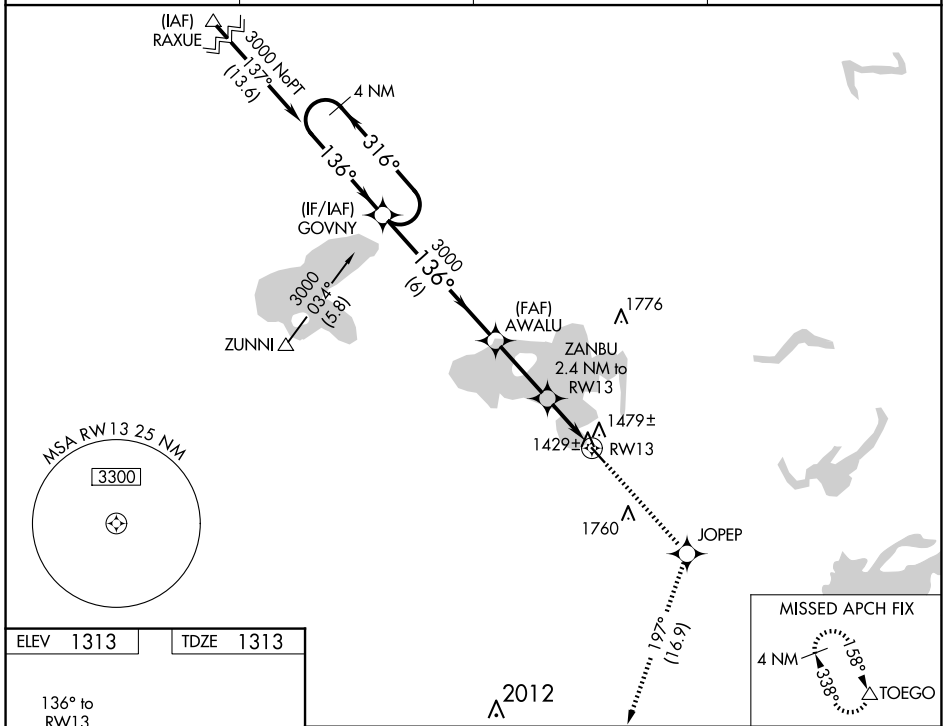 (IAF)
RAXUE
3000 NoPT
137°
(13.6)
4 NM
316°
136°
(IF/IAF)
GOVNY
3000
136°
(6)
3000
034°
(5.8)
ZUNNI
(FAF)
AWALU
1776
ZANBU
2.4 NM to
RW13
1479±
1429±
RW13
MSA RW13 25 NM
3300
1760
JOPEP
197°
(16.9)
MISSED APCH FIX
4 NM
158°
338°
TOEGO
ELEV 1313
TDZE 1313
136° to
RW13
2012